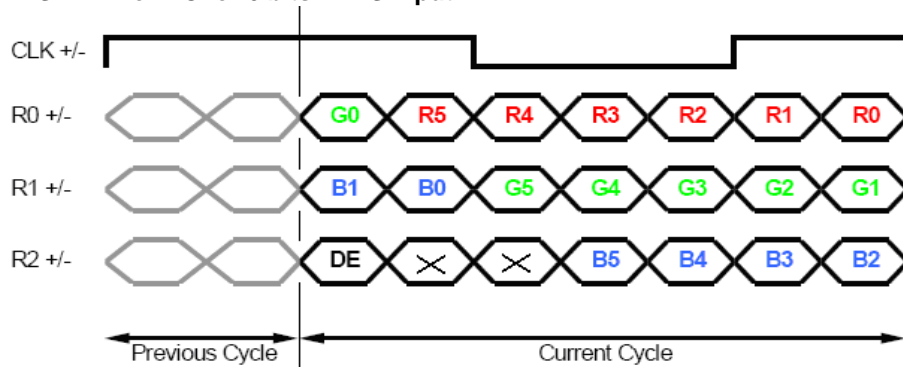 CLK +/-
R0 +/- G0 R5 R4 R3 R2 R1 R0
R1 +/- B1 B0 G5 G4 G3 G2 G1
R2 +/- DE B5 B4 B3 B2
Previous Cycle Current Cycle